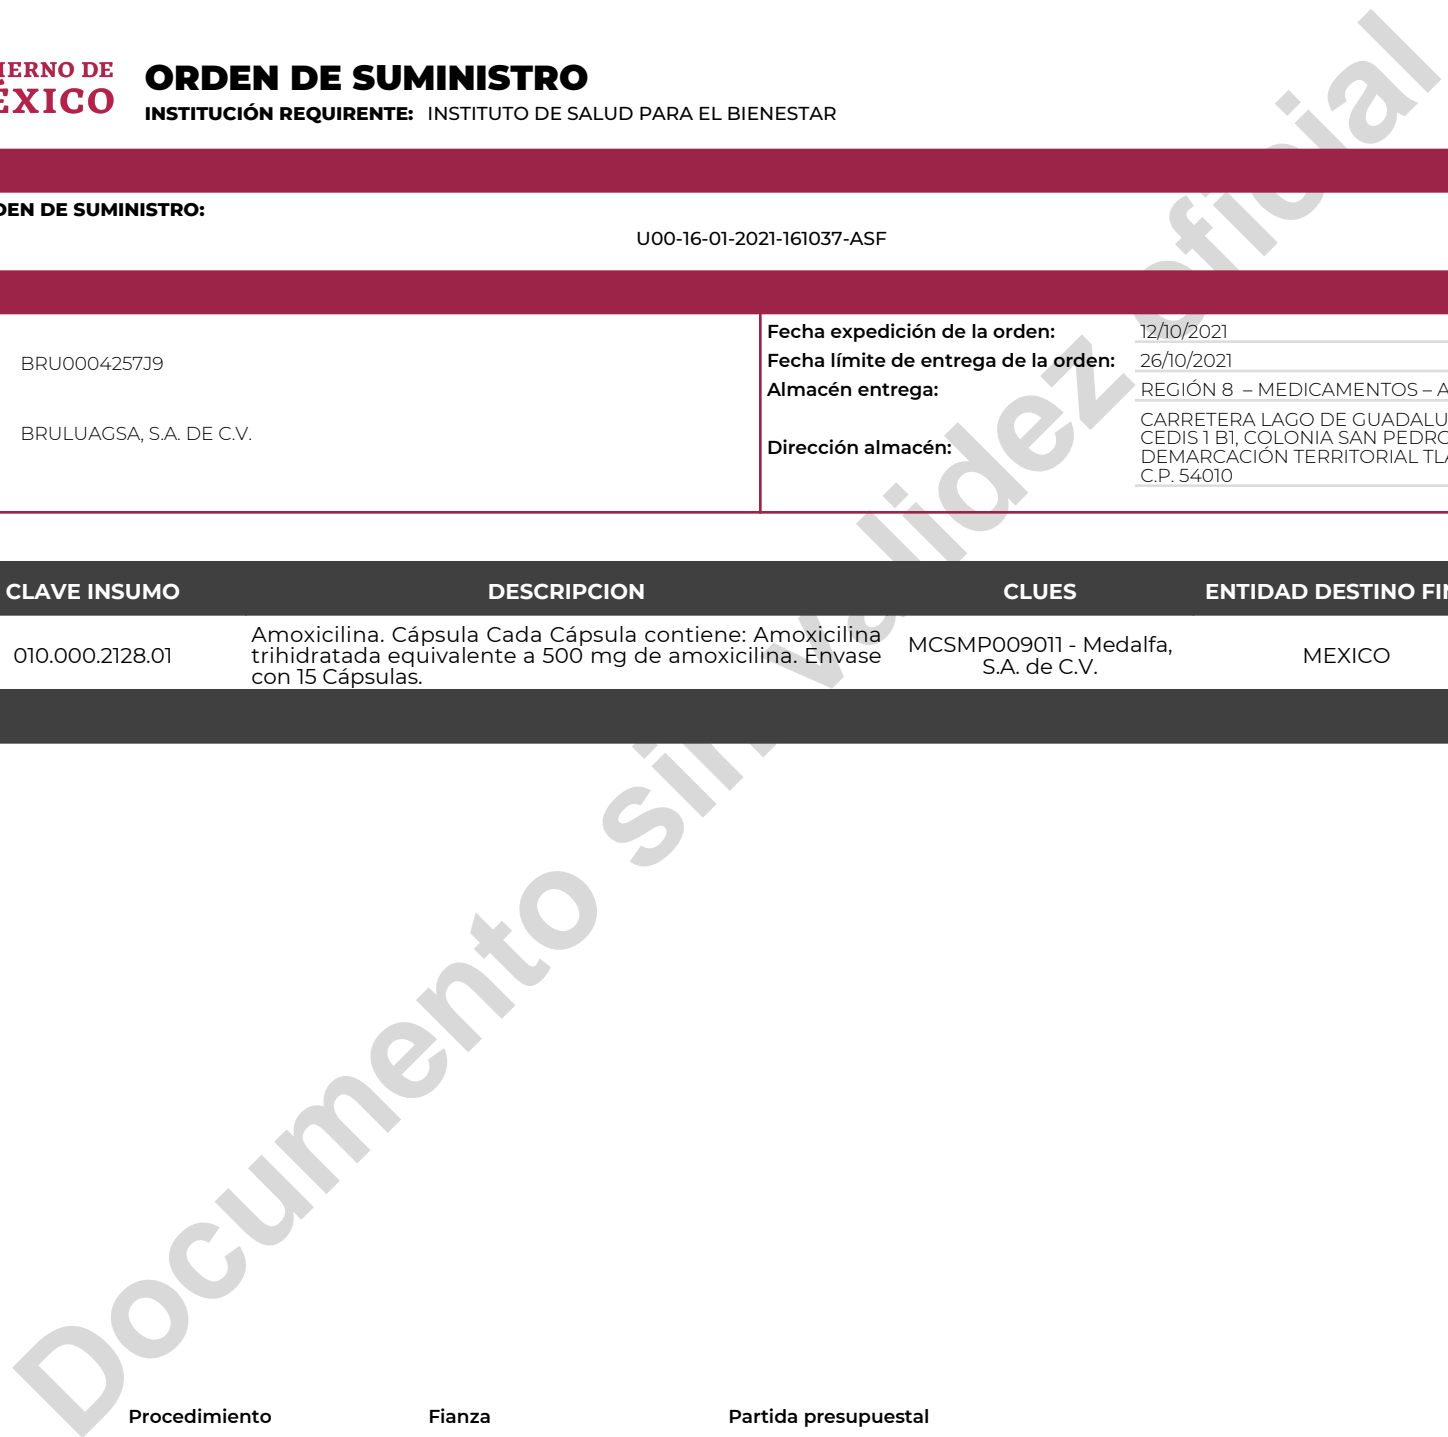 IERNO DE
ÉXICO
ORDEN DE SUMINISTRO
INSTITUCIÓN REQUIRENTE: INSTITUTO DE SALUD PARA EL BIENESTAR
DEN DE SUMINISTRO:
U00-16-01-2021-161037-ASF
BRU0004257J9
BRULUAGSA, S.A. DE C.V.
Fecha expedición de la orden: 12/10/2021
Fecha límite de entrega de la orden: 26/10/2021
Almacén entrega: REGIÓN 8 – MEDICAMENTOS – A
Dirección almacén: CARRETERA LAGO DE GUADALU
CEDIS 1 B1, COLONIA SAN PEDRO
DEMARCACIÓN TERRITORIAL TLA
C.P. 54010
CLAVE INSUMO DESCRIPCION CLUES ENTIDAD DESTINO FIN
010.000.2128.01
Amoxicilina. Cápsula Cada Cápsula contiene: Amoxicilina
trihidratada equivalente a 500 mg de amoxicilina. Envase
con 15 Cápsulas.
MCSMP009011 - Medalfa,
S.A. de C.V.
MEXICO
Documento sin validez oficial
Procedimiento Fianza Partida presupuestal